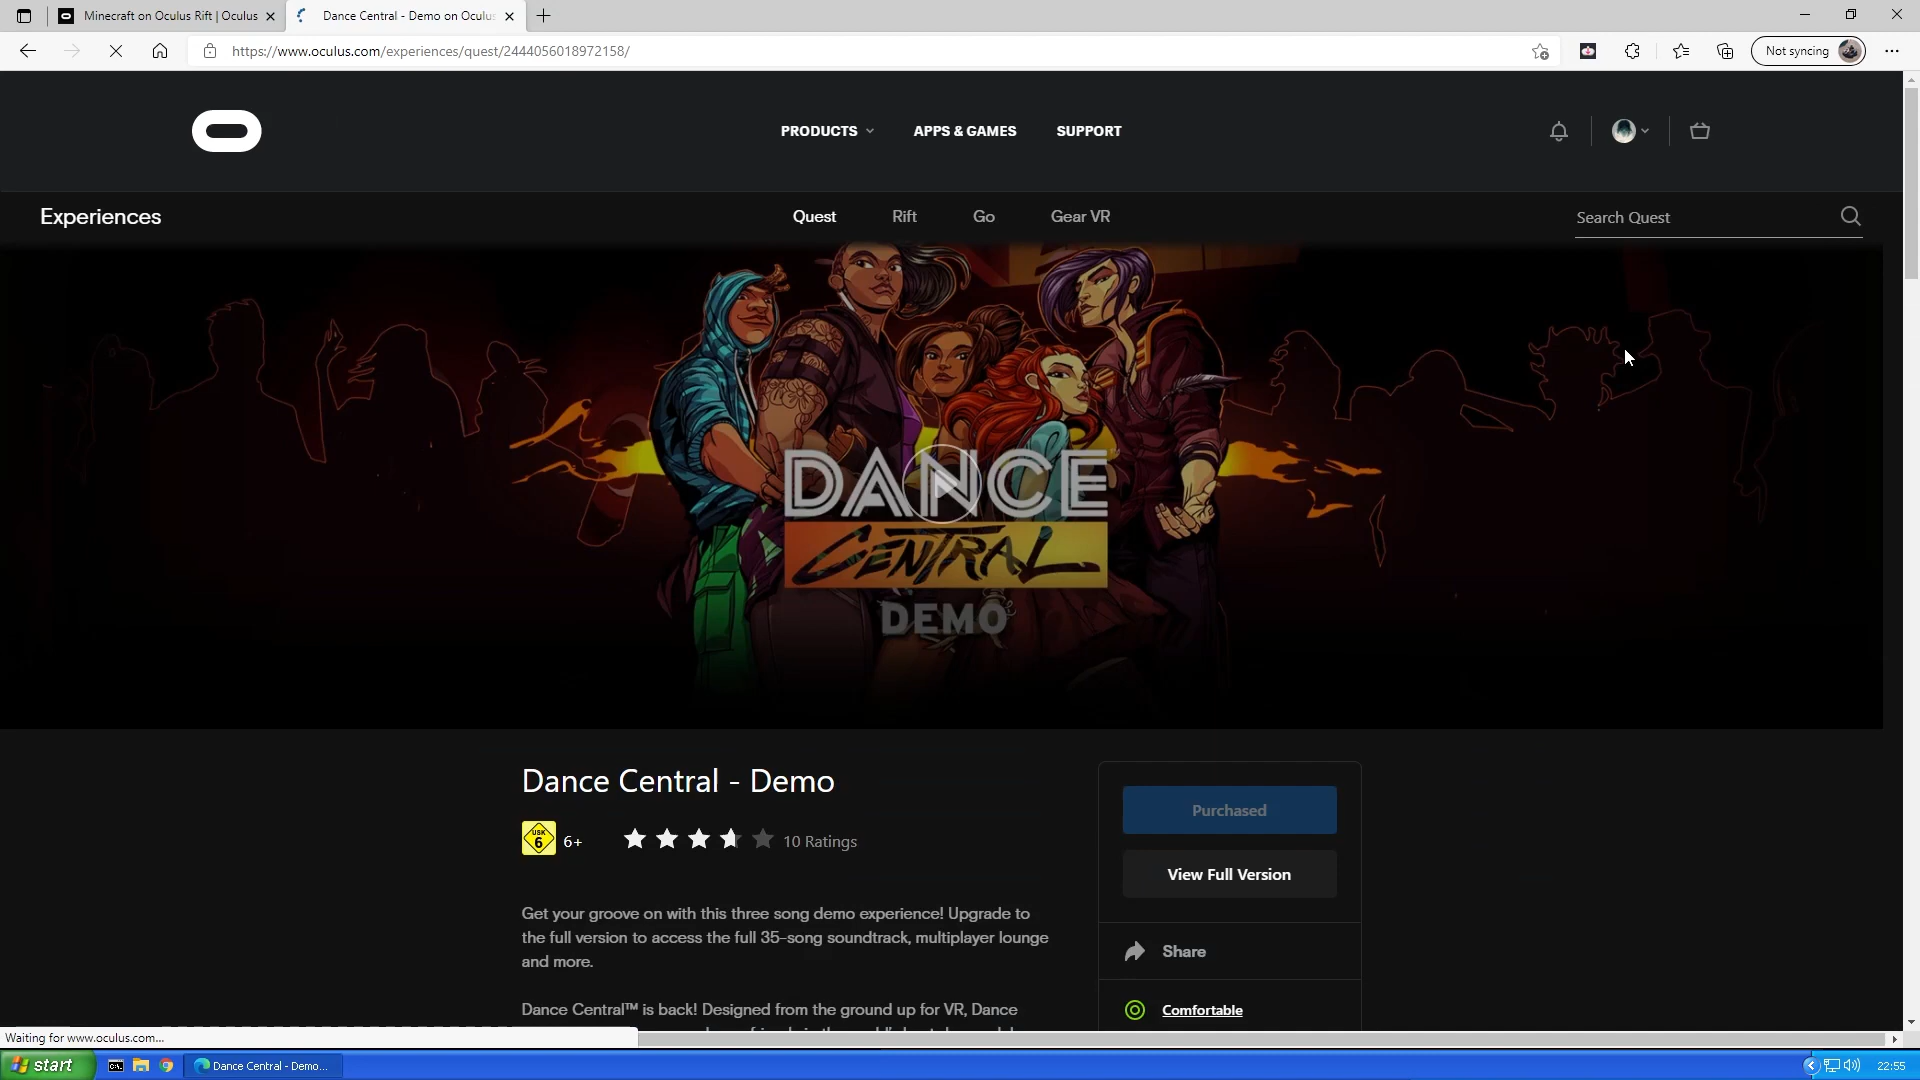 Minecraft on Oculus Rift | Oculus
Dance Central - Demo on Oculus
https://www.oculus.com/experiences/quest/2444056018972158/
Not syncing
PRODUCTS
APPS & GAMES
SUPPORT
Experiences
Quest
Rift
Go
Gear VR
Search Quest
DANCE
CENTRAL
DEMO
Dance Central - Demo
USK
6
6+
10 Ratings
Purchased
View Full Version
Get your groove on with this three song demo experience! Upgrade to
the full version to access the full 35-song soundtrack, multiplayer lounge
and more.
Share
Dance Central™ is back! Designed from the ground up for VR, Dance
Comfortable
Waiting for www.oculus.com...
start
Dance Central - Demo...
22:55